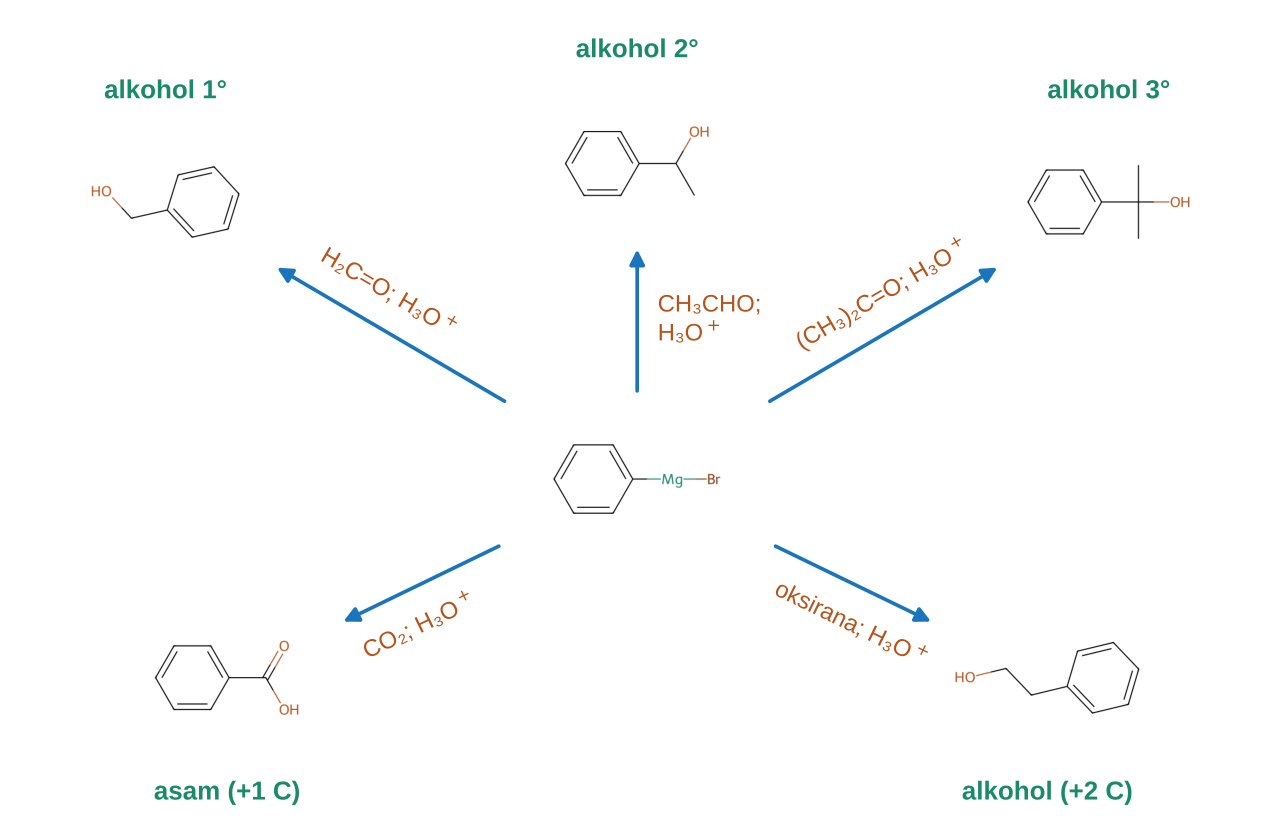 alkohol 2°
alkohol 1°
alkohol 3°
OH
HO
OH
H₂C=O; H₃O⁺
CH₃CHO;
H₃O⁺
(CH₃)₂C=O; H₃O⁺
Mg Br
CO₂; H₃O⁺
oksirana; H₃O⁺
O
OH
HO
asam (+1 C)
alkohol (+2 C)